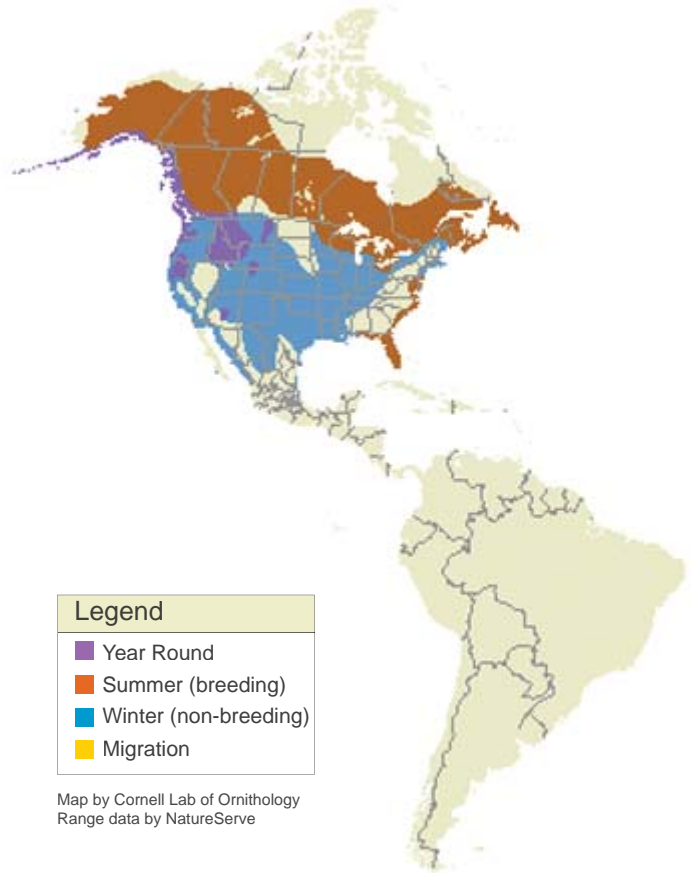 Legend
Year Round
Summer (breeding)
Winter (non-breeding)
Migration
Map by Cornell Lab of Ornithology
Range data by NatureServe